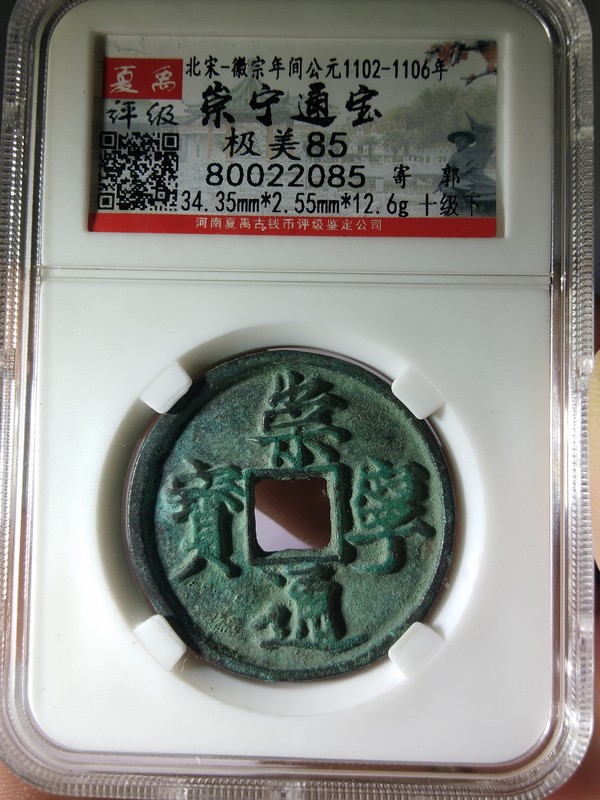 夏禹
评级
北宋-徽宗年间公元1102-1106年
崇宁通宝
极美85
80022085 寄 郭
34.35mm*2.55mm*12.6g 十级下
河南夏禹古钱币评级鉴定公司
崇
寶 寧
通